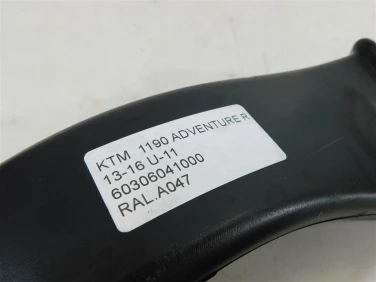 KTM 1190 ADVENTURE R
13-16 U-11
60306041000
RAL.A047